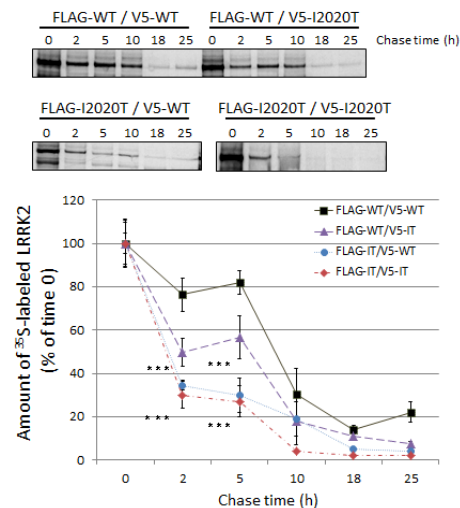 FLAG-WT / V5-WT FLAG-WT / V5-I2020T
0 2 5 10 18 25 0 2 5 10 18 25 Chase time (h)
FLAG-I2020T / V5-WT FLAG-I2020T / V5-I2020T
0 2 5 10 18 25 0 2 5 10 18 25
Amount of ³⁵S-labeled LRRK2
(% of time 0)
120
100
80
60
40
20
0
FLAG-WT/V5-WT
FLAG-WT/V5-IT
FLAG-IT/V5-WT
FLAG-IT/V5-IT
*** ***
*** ***
0 2 5 10 18 25
Chase time (h)